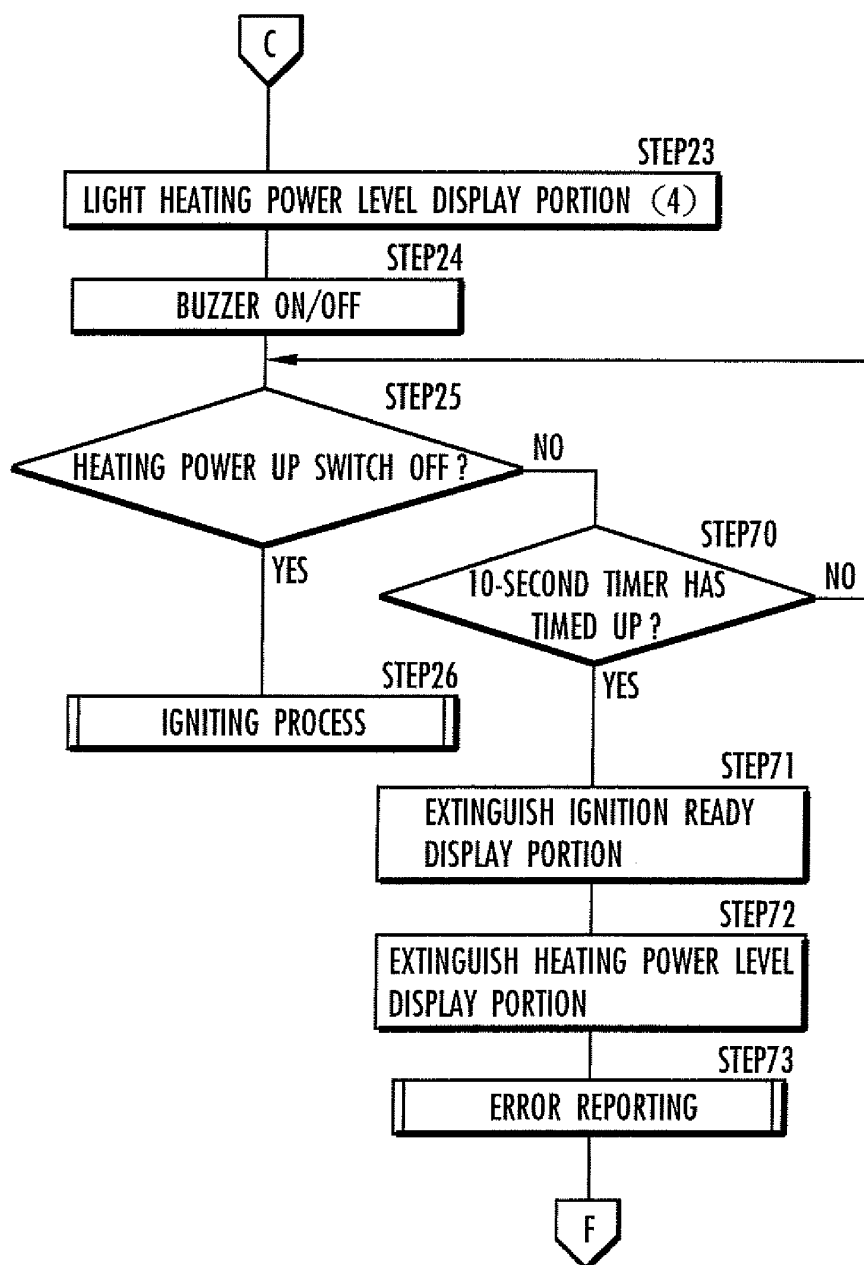 C
STEP23
LIGHT HEATING POWER LEVEL DISPLAY PORTION (4)
STEP24
BUZZER ON/OFF
STEP25
HEATING POWER UP SWITCH OFF?
NO
YES
STEP70
10-SECOND TIMER HAS
TIMED UP?
NO
YES
STEP26
IGNITING PROCESS
STEP71
EXTINGUISH IGNITION READY
DISPLAY PORTION
STEP72
EXTINGUISH HEATING POWER LEVEL
DISPLAY PORTION
STEP73
ERROR REPORTING
F